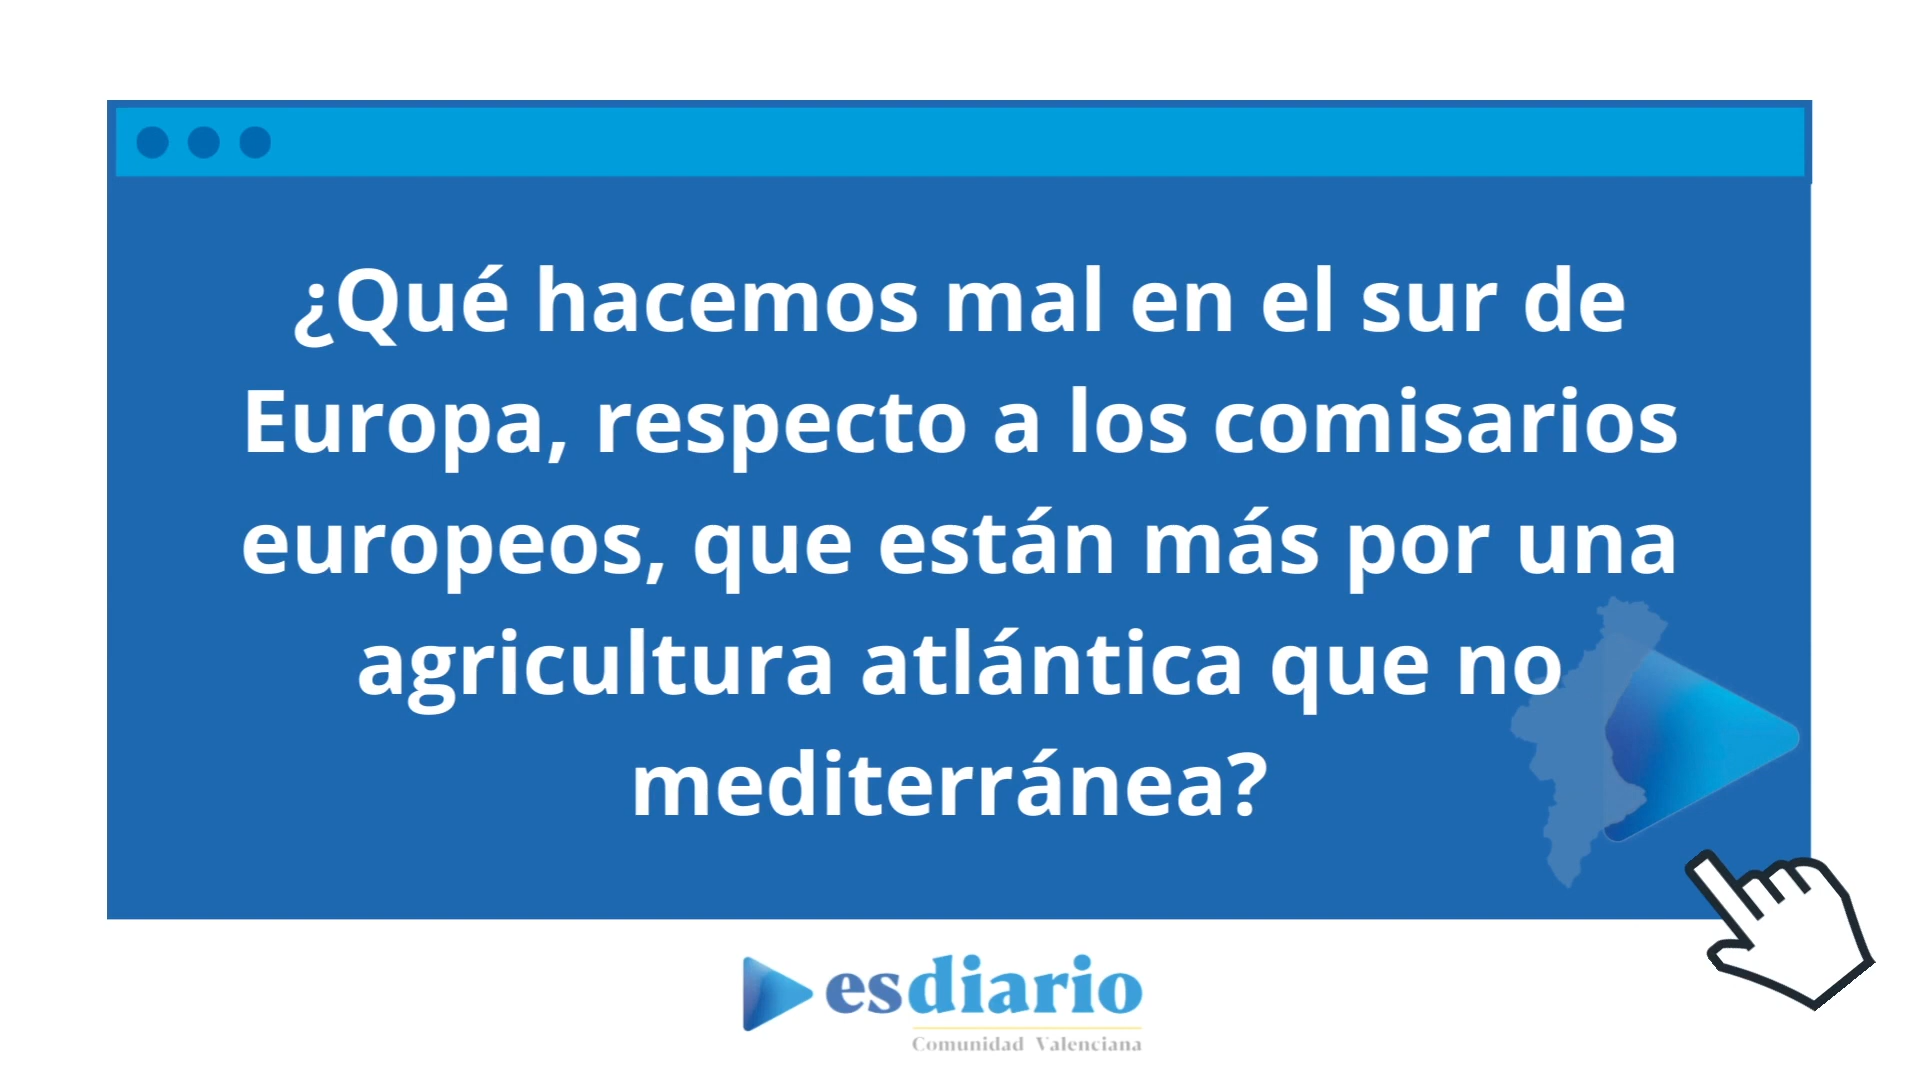 ¿Qué hacemos mal en el sur de
Europa, respecto a los comisarios
europeos, que están más por una
agricultura atlántica que no
mediterránea?
esdiario
Comunidad Valenciana